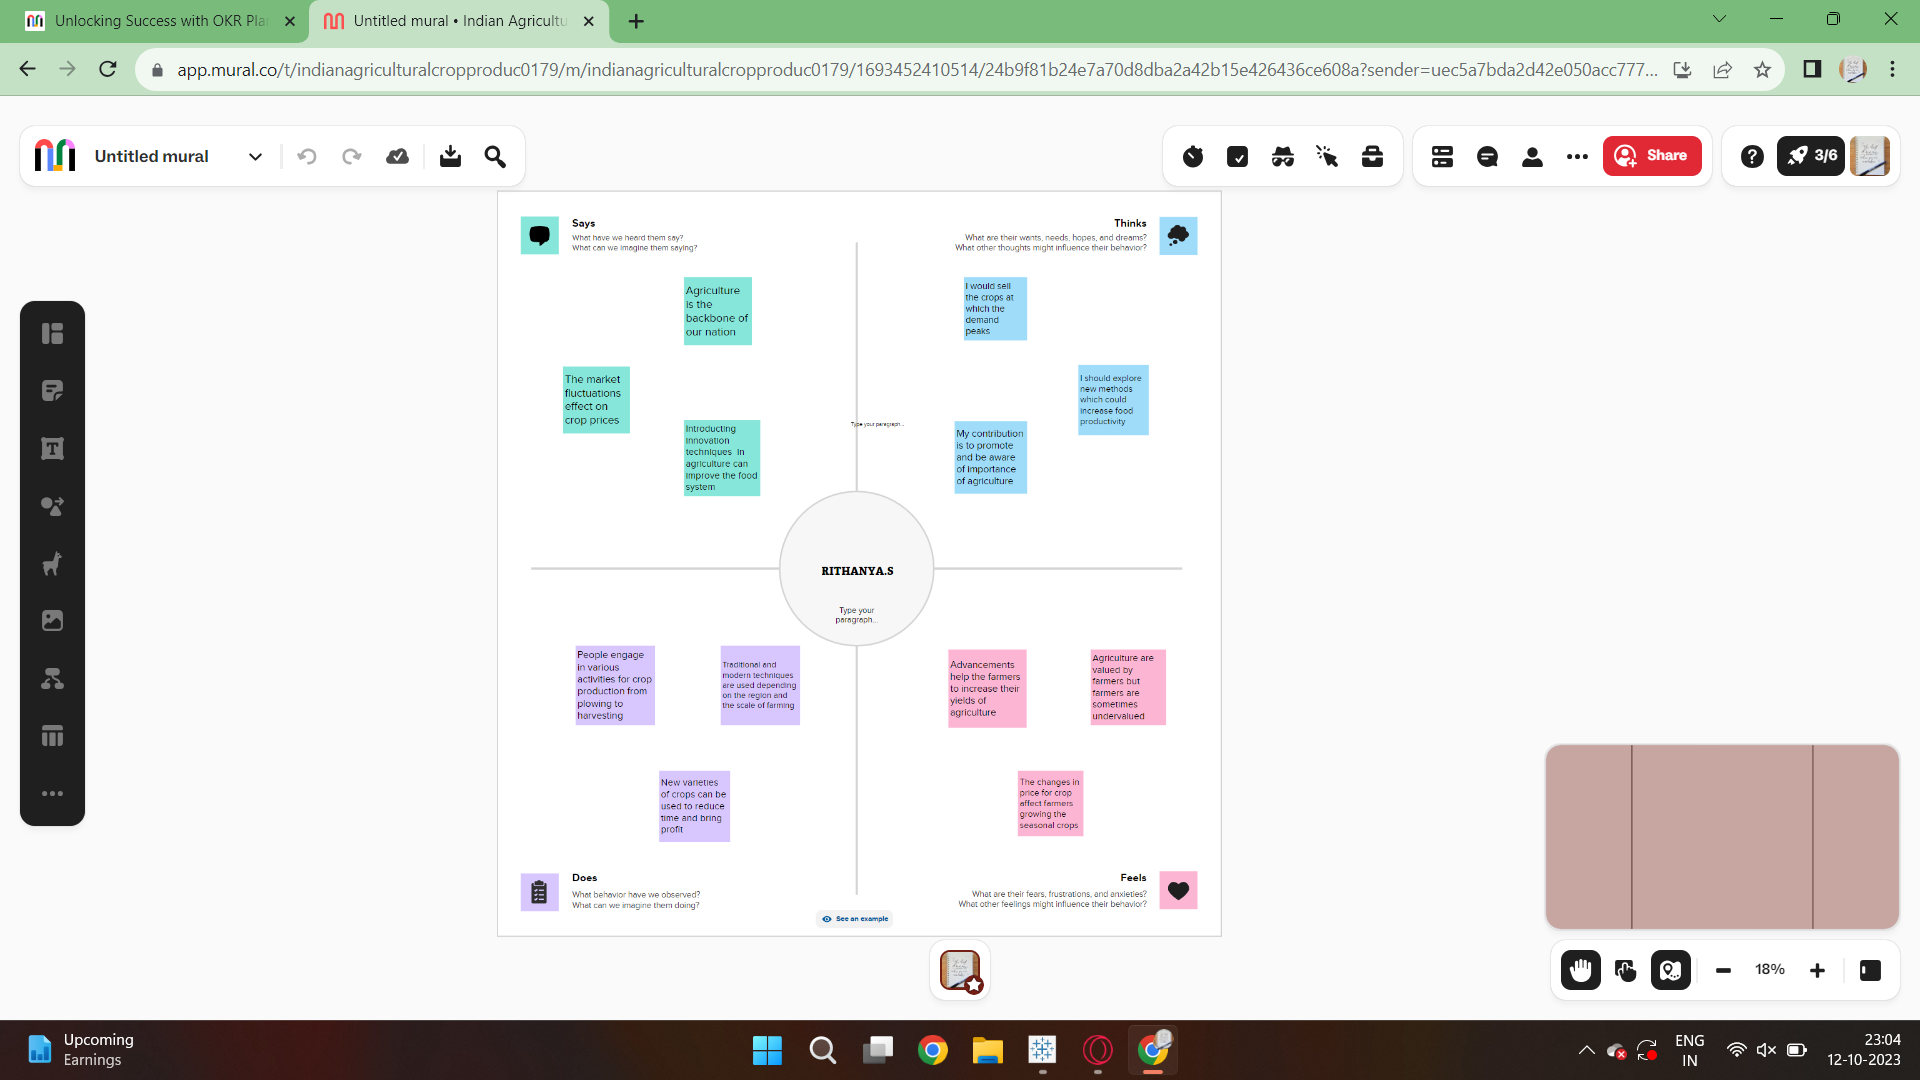 Unlocking Success with OKR Pla
Untitled mural • Indian Agricultu
app.mural.co/t/indianagriculturalcropproduc0179/m/indianagriculturalcropproduc0179/1693452410514/24b9f81b24e7a70d8dba2a42b15e426436ce608a?sender=uec5a7bda2d42e050acc777...
Untitled mural
Share
3/6
Says
What have we heard them say?
What can we imagine them saying?
Thinks
What are their wants, needs, hopes, and dreams?
What other thoughts might influence their behavior?
Agriculture
is the
backbone of
our nation
I would sell
the crops at
which the
demand
peaks
The market
fluctuations
effect on
crop prices
I should explore
new methods
which could
increase food
productivity
Introducting
innovation
techniques in
agriculture can
improve the food
system
Type your paragraph...
My contribution
is to promote
and be aware
of importance
of agriculture
RITHANYA.S
Type your
paragraph...
People engage
in various
activities for crop
production from
plowing to
harvesting
Traditional and
modern techniques
are used depending
on the region and
the scale of farming
Advancements
help the farmers
to increase their
yields of
agriculture
Agriculture are
valued by
farmers but
farmers are
sometimes
undervalued
New varieties
of crops can be
used to reduce
time and bring
profit
The changes in
price for crop
affect farmers
growing the
seasonal crops
Does
What behavior have we observed?
What can we imagine them doing?
Feels
What are their fears, frustrations, and anxieties?
What other feelings might influence their behavior?
See an example
18%
Upcoming
Earnings
ENG
IN
23:04
12-10-2023